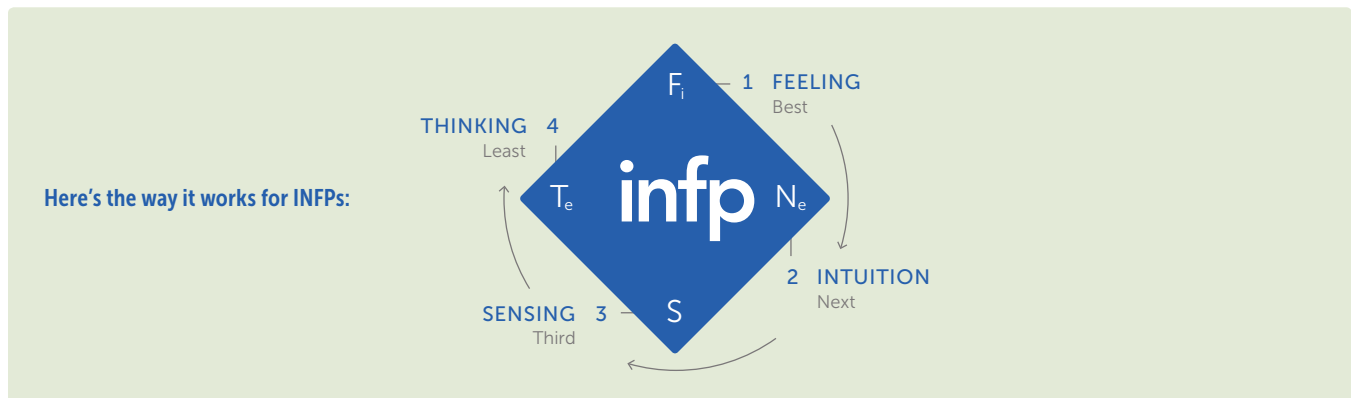 Here's the way it works for INFPs:
Fi
1 FEELING
Best
THINKING 4
Least
Te
infp
Ne
2 INTUITION
Next
S
SENSING 3
Third